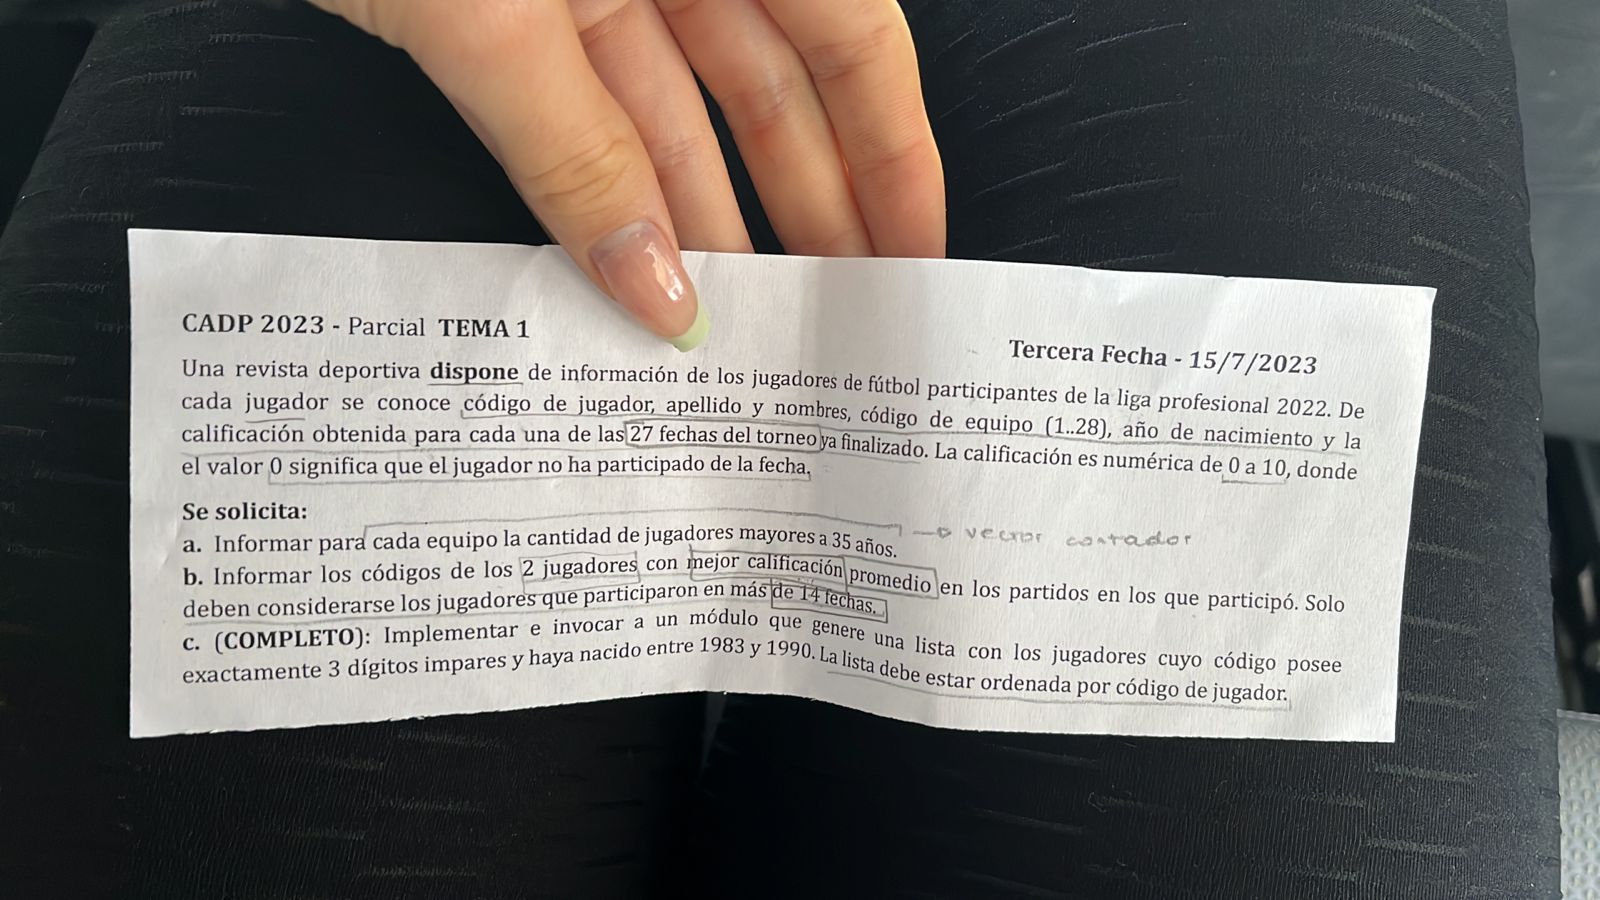 CADP 2023 - Parcial TEMA 1
Tercera Fecha - 15/7/2023
Una revista deportiva dispone de información de los jugadores de fútbol participantes de la liga profesional 2022. De
cada jugador se conoce código de jugador, apellido y nombres, código de equipo (1..28), año de nacimiento y la
calificación obtenida para cada una de las 27 fechas del torneo ya finalizado. La calificación es numérica de 0 a 10, donde
el valor 0 significa que el jugador no ha participado de la fecha.
Se solicita:
a. Informar para cada equipo la cantidad de jugadores mayores a 35 años.
vector contador
b. Informar los códigos de los 2 jugadores con mejor calificación promedio en los partidos en los que participó. Solo
deben considerarse los jugadores que participaron en más de 14 fechas.
c. (COMPLETO): Implementar e invocar a un módulo que genere una lista con los jugadores cuyo código posee
exactamente 3 dígitos impares y haya nacido entre 1983 y 1990. La lista debe estar ordenada por código de jugador.